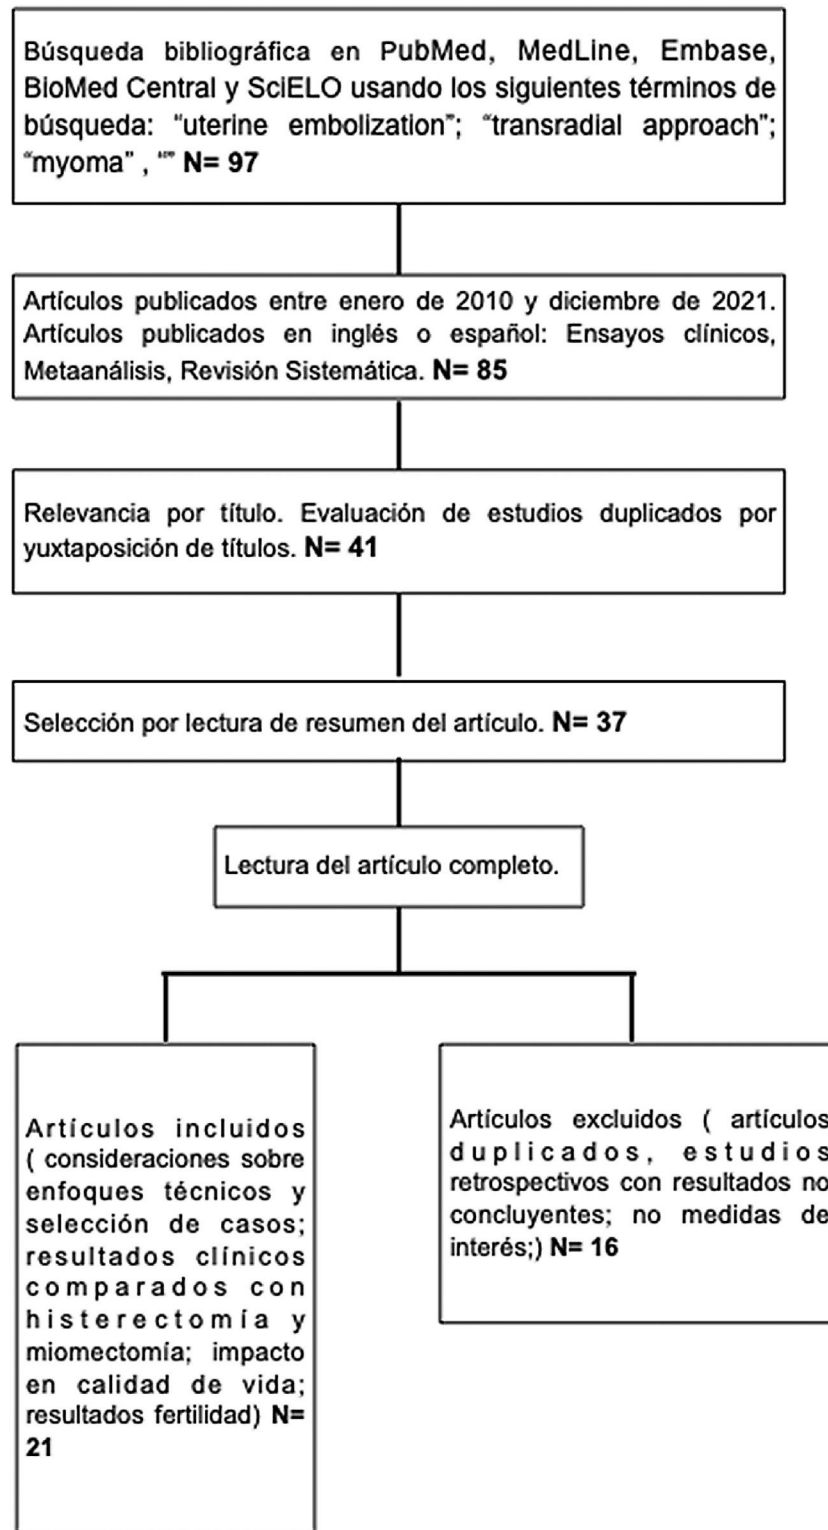 Búsqueda bibliográfica en PubMed, MedLine, Embase,
BioMed Central y SciELO usando los siguientes términos de
búsqueda: “uterine embolization”; “transradial approach”;
“myoma” , “” N= 97
Artículos publicados entre enero de 2010 y diciembre de 2021.
Artículos publicados en inglés o español: Ensayos clínicos,
Metaanálisis, Revisión Sistemática. N= 85
Relevancia por título. Evaluación de estudios duplicados por
yuxtaposición de títulos. N= 41
Selección por lectura de resumen del artículo. N= 37
Lectura del artículo completo.
Artículos incluidos
( consideraciones sobre
enfoques técnicos y
selección de casos;
resultados clínicos
comparados con
histerectomía y
miomectomía; impacto
en calidad de vida;
resultados fertilidad) N=
21
Artículos excluidos ( artículos
duplicados, estudios
retrospectivos con resultados no
concluyentes; no medidas de
interés;) N= 16